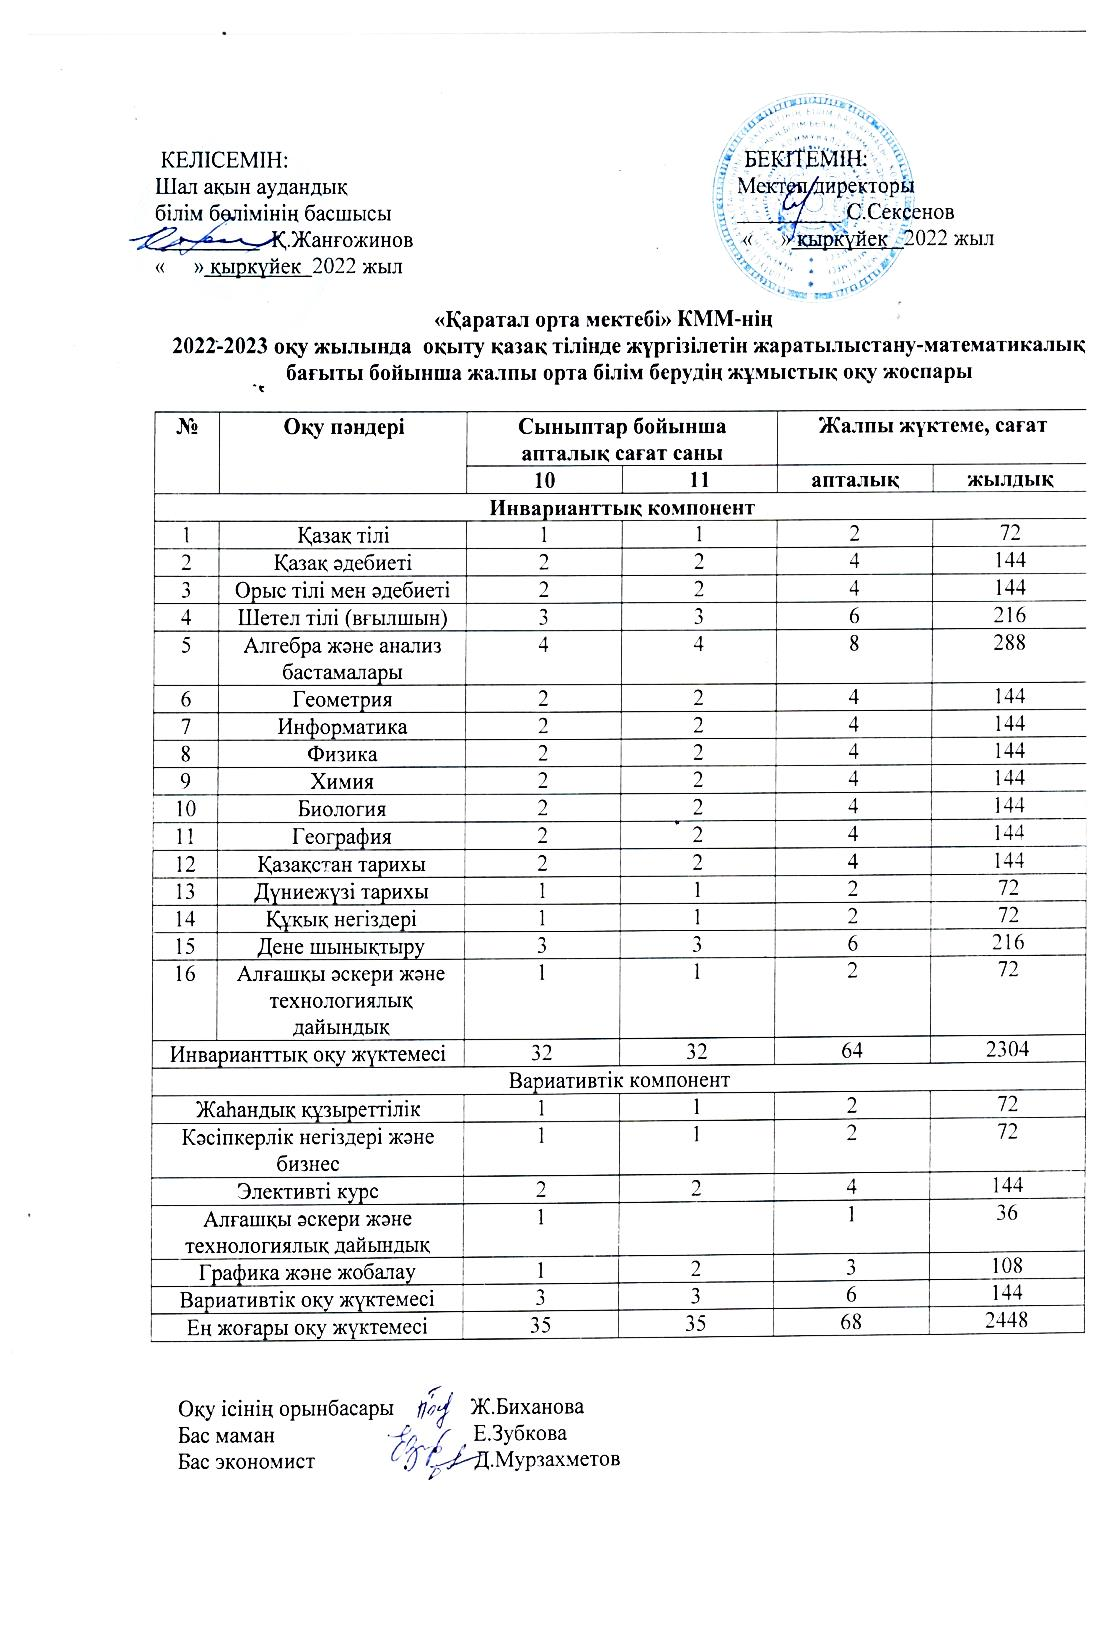 КЕЛІСЕМІН:
Шал ақын аудандық
білім бөлімінің басшысы
____________Қ.Жанғожинов
«     »_қыркүйек_2022 жыл
БЕКІТЕМІН:
Мектеп директоры
__________С.Сексенов
«     »_қыркүйек_ 2022 жыл
«Қаратал орта мектебі» КММ-нің
2022-2023 оқу жылында  оқыту қазақ тілінде жүргізілетін жаратылыстану-математикалық
бағыты бойынша жалпы орта білім берудің жұмыстық оқу жоспары
№ Оқу пәндері Сыныптар бойынша Жалпы жүктеме, сағат
апталық сағат саны
10 11 апталық жылдық
Инварианттық компонент
1 Қазақ тілі 1 1 2 72
2 Қазақ әдебиеті 2 2 4 144
3 Орыс тілі мен әдебиеті 2 2 4 144
4 Шетел тілі (вғылшын) 3 3 6 216
5 Алгебра және анализ 4 4 8 288
бастамалары
6 Геометрия 2 2 4 144
7 Информатика 2 2 4 144
8 Физика 2 2 4 144
9 Химия 2 2 4 144
10 Биология 2 2 4 144
11 География 2 2 4 144
12 Қазақстан тарихы 2 2 4 144
13 Дүниежүзі тарихы 1 1 2 72
14 Құкық негіздері 1 1 2 72
15 Дене шынықтыру 3 3 6 216
16 Алғашқы әскери және 1 1 2 72
технологиялық
дайындық
Инварианттық оқу жүктемесі 32 32 64 2304
Вариативтік компонент
Жаһандық құзыреттілік 1 1 2 72
Кәсіпкерлік негіздері және 1 1 2 72
бизнес
Элективті курс 2 2 4 144
Алғашқы әскери және 1 1 36
технологиялық дайындық
Графика және жобалау 1 2 3 108
Вариативтік оқу жүктемесі 3 3 6 144
Ең жоғары оқу жүктемесі 35 35 68 2448
Оқу ісінің орынбасары Ж.Биханова
Бас маман Е.Зубкова
Бас экономист Д.Мурзахметов